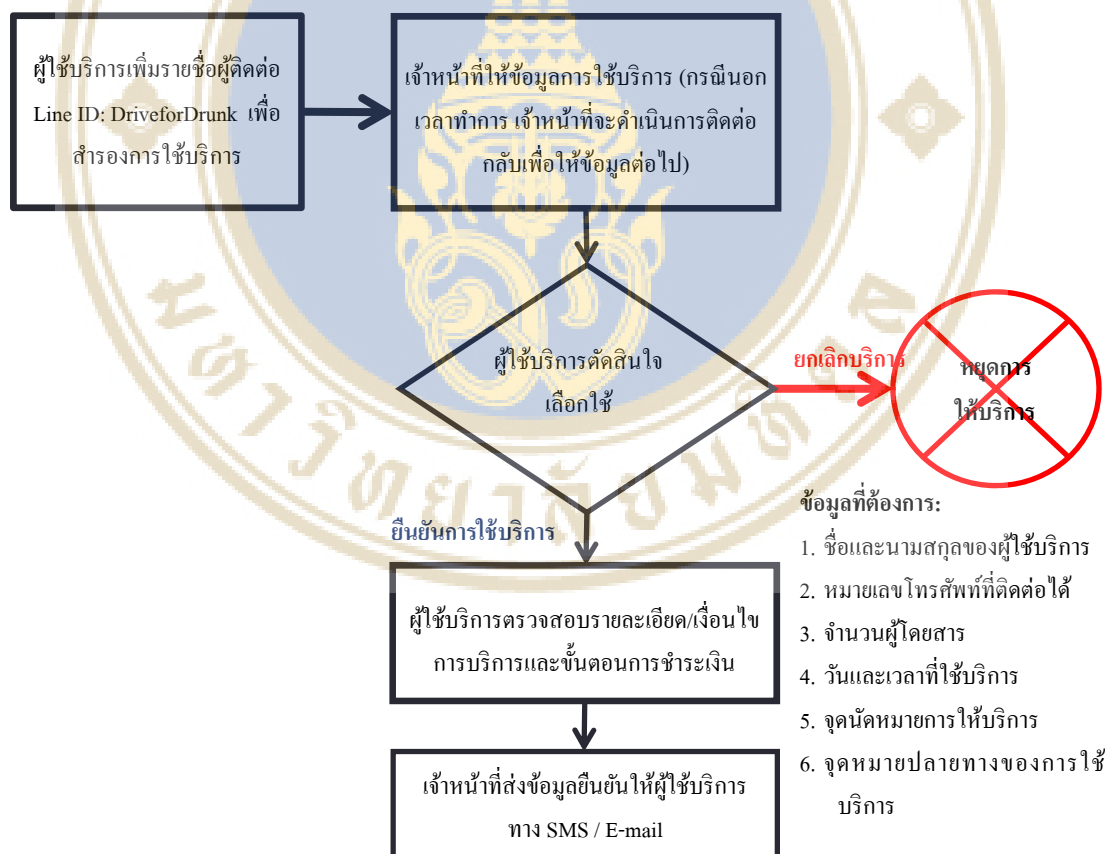 ผู้ใช้บริการเพิ่มรายชื่อผู้ติดต่อ
Line ID: DriveforDrunk เพื่อ
สำรองการใช้บริการ
เจ้าหน้าที่ให้ข้อมูลการใช้บริการ (กรณีนอก
เวลาทำการ เจ้าหน้าที่จะดำเนินการติดต่อ
กลับเพื่อให้ข้อมูลต่อไป)
ผู้ใช้บริการตัดสินใจ
เลือกใช้
ยกเลิกบริการ
หยุดการ
ให้บริการ
ยืนยันการใช้บริการ
ผู้ใช้บริการตรวจสอบรายละเอียด/เงื่อนไข
การบริการและขั้นตอนการชำระเงิน
เจ้าหน้าที่ส่งข้อมูลยืนยันให้ผู้ใช้บริการ
ทาง SMS / E-mail
ข้อมูลที่ต้องการ:
1. ชื่อและนามสกุลของผู้ใช้บริการ
2. หมายเลขโทรศัพท์ที่ติดต่อได้
3. จำนวนผู้โดยสาร
4. วันและเวลาที่ใช้บริการ
5. จุดนัดหมายการให้บริการ
6. จุดหมายปลายทางของการใช้
บริการ
มหาวิทยาลัยมหิดล